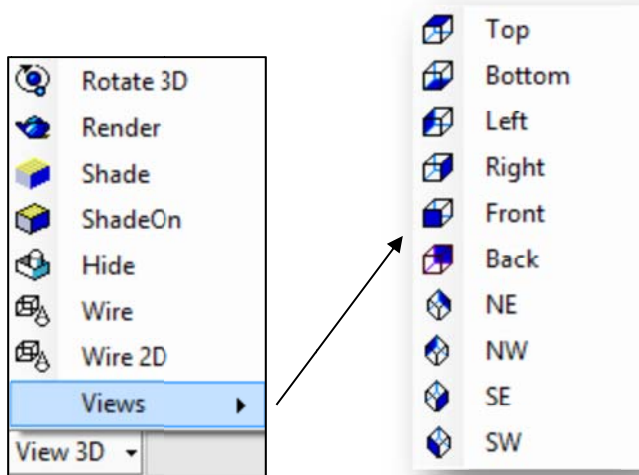 Rotate 3D
Render
Shade
ShadeOn
Hide
Wire
Wire 2D
Views
View 3D
Top
Bottom
Left
Right
Front
Back
NE
NW
SE
SW